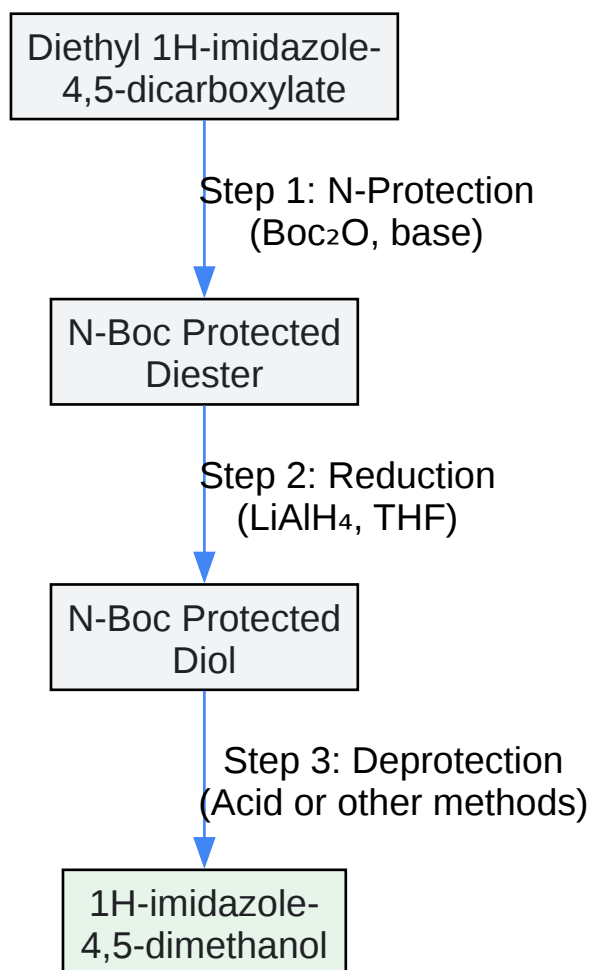 Diethyl 1H-imidazole-
4,5-dicarboxylate
Step 1: N-Protection
(Boc₂O, base)
N-Boc Protected
Diester
Step 2: Reduction
(LiAlH₄, THF)
N-Boc Protected
Diol
Step 3: Deprotection
(Acid or other methods)
1H-imidazole-
4,5-dimethanol